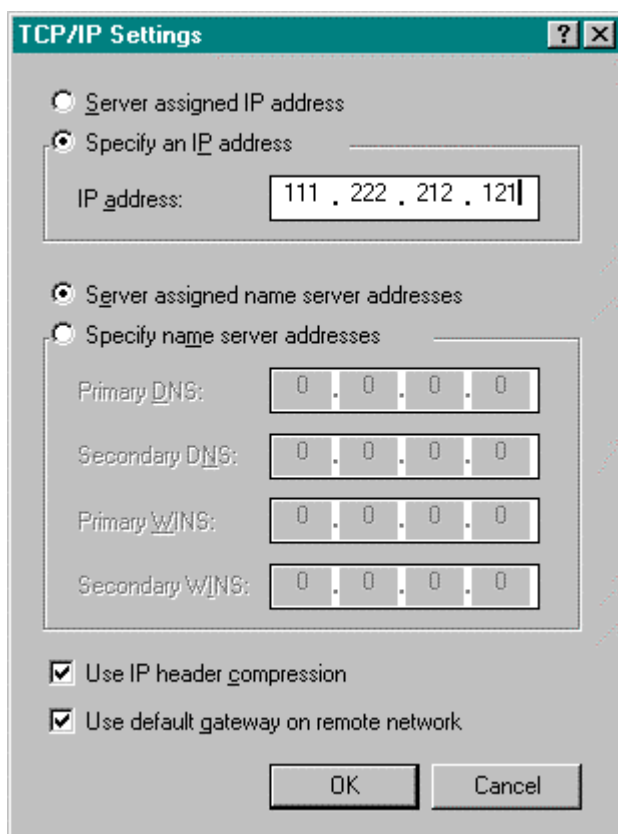 TCP/IP Settings ? X
Server assigned IP address
Specify an IP address
IP address: 111 . 222 . 212 . 121
Server assigned name server addresses
Specify name server addresses
Primary DNS: 0 . 0 . 0 . 0
Secondary DNS: 0 . 0 . 0 . 0
Primary WINS: 0 . 0 . 0 . 0
Secondary WINS: 0 . 0 . 0 . 0
Use IP header compression
Use default gateway on remote network
OK Cancel